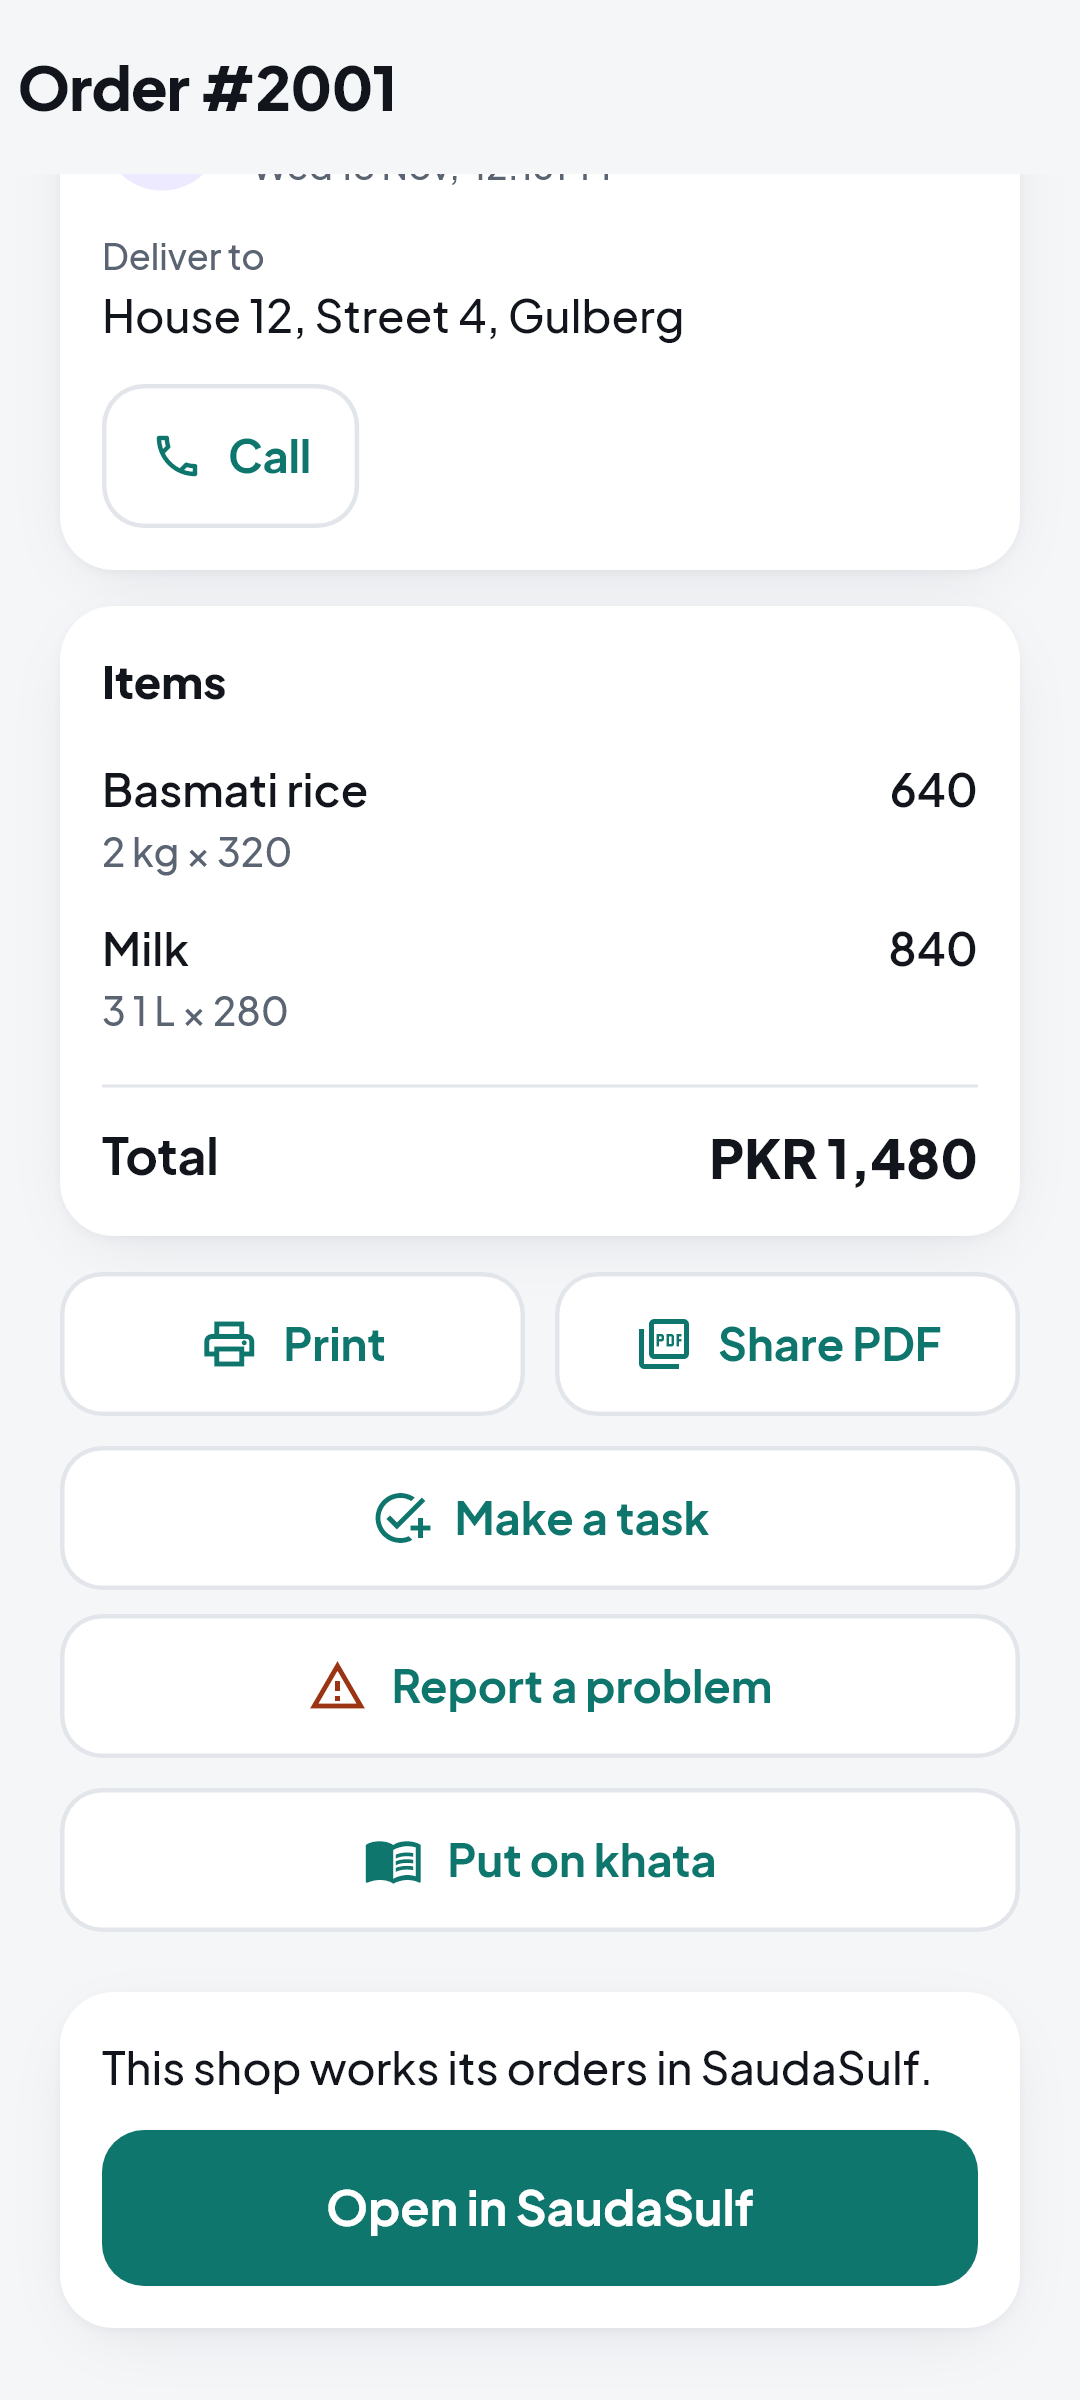 Order #2001
Deliver to
House 12, Street 4, Gulberg
Call
Items
Basmati rice 640
2 kg × 320
Milk 840
3 1 L × 280
Total PKR 1,480
Print
PDF
Share PDF
Make a task
Report a problem
Put on khata
This shop works its orders in SaudaSulf.
Open in SaudaSulf